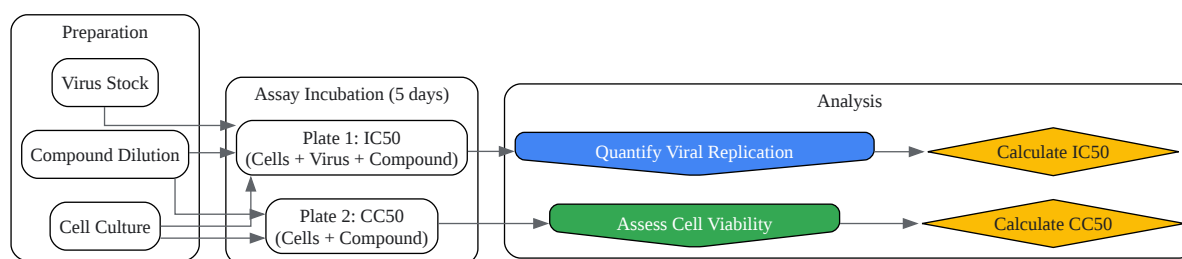 Preparation
Virus Stock
Compound Dilution
Cell Culture
Assay Incubation (5 days)
Plate 1: IC50
(Cells + Virus + Compound)
Plate 2: CC50
(Cells + Compound)
Analysis
Quantify Viral Replication
Calculate IC50
Assess Cell Viability
Calculate CC50